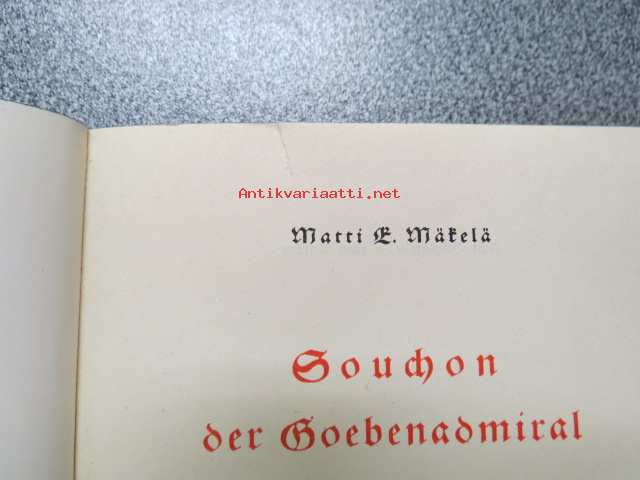 Antikvariaatti.net
Matti E. Mäkelä
Souchon
der Goebenadmiral